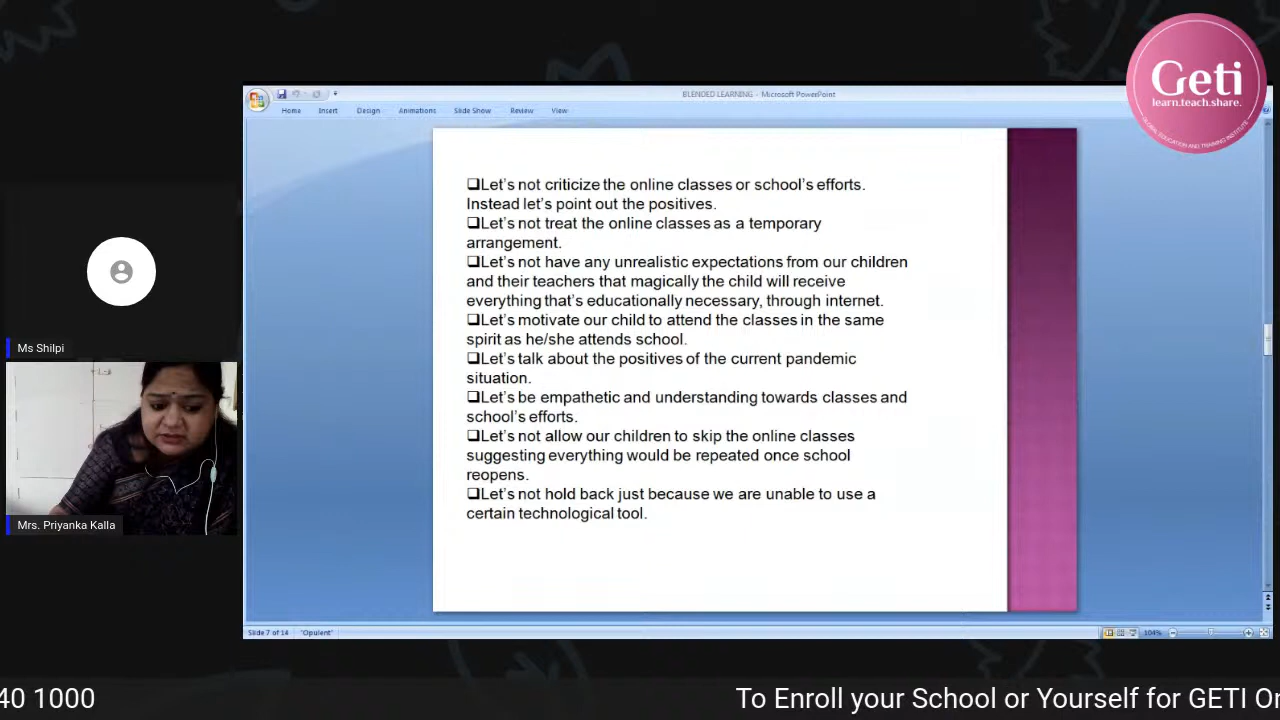 Geti
learn.teach.share.
GLOBAL EDUCATION AND TRAINING INSTITUTE
BLENDED LEARNING - Microsoft PowerPoint
Home Insert Design Animations Slide Show Review View
❑Let's not criticize the online classes or school's efforts.
Instead let's point out the positives.
❑Let's not treat the online classes as a temporary
arrangement.
❑Let's not have any unrealistic expectations from our children
and their teachers that magically the child will receive
everything that's educationally necessary, through internet.
❑Let's motivate our child to attend the classes in the same
spirit as he/she attends school.
❑Let's talk about the positives of the current pandemic
situation.
❑Let's be empathetic and understanding towards classes and
school's efforts.
❑Let's not allow our children to skip the online classes
suggesting everything would be repeated once school
reopens.
❑Let's not hold back just because we are unable to use a
certain technological tool.
Ms Shilpi
Mrs. Priyanka Kalla
Slide 7 of 14 "Opulent" 104%
40 1000 To Enroll your School or Yourself for GETI